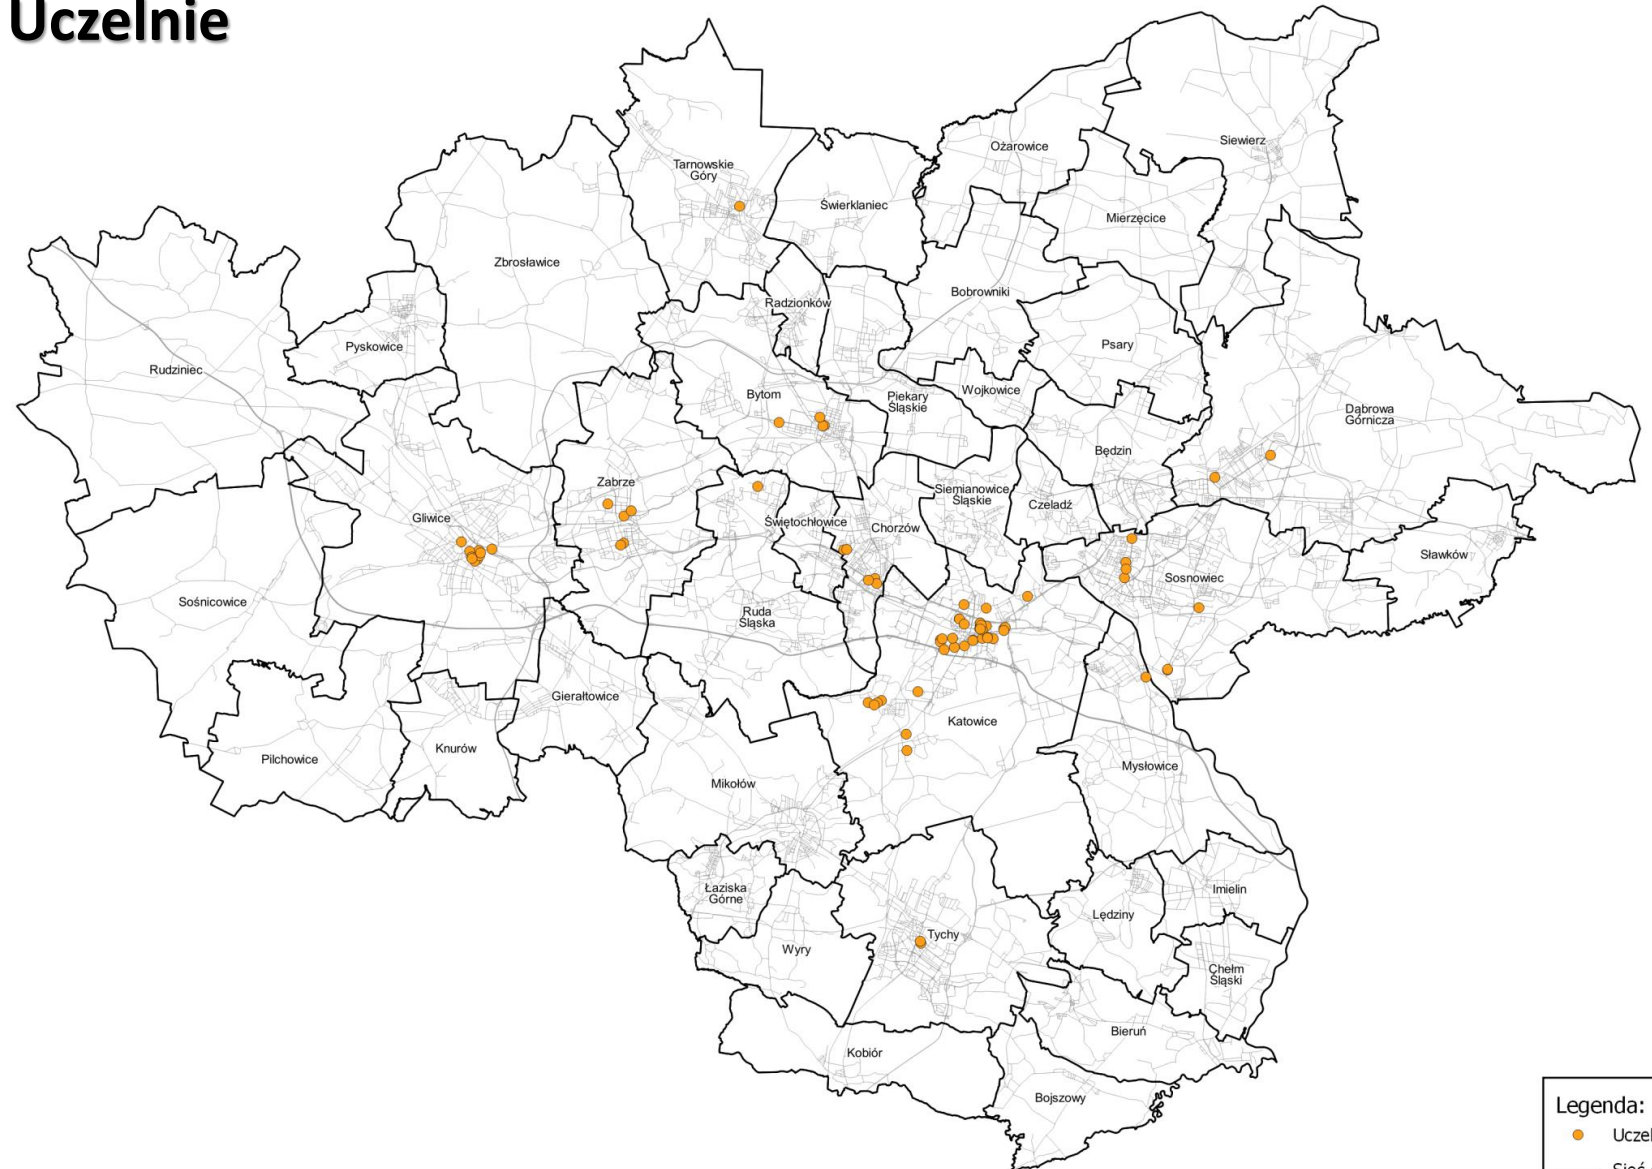 Uczelnie
Siewierz
Ożarowice
Tarnowskie
Góry
Świerklaniec
Mierzęcice
Zbrosławice
Bobrowniki
Radzionków
Psary
Pyskowice
Rudziniec
Bytom
Wojkowice
Piekary
Śląskie
Dąbrowa
Górnicza
Będzin
Zabrze
Siemianowice
Śląskie
Czeladź
Gliwice
Świętochłowice
Chorzów
Sławków
Sosnowiec
Sośnicowice
Ruda
Śląska
Gierałtowice
Katowice
Knurów
Pilchowice
Mysłowice
Mikołów
Łaziska
Górne
Imielin
Lędziny
Tychy
Wyry
Chełm
Śląski
Bieruń
Kobiór
Bojszowy
Legenda: